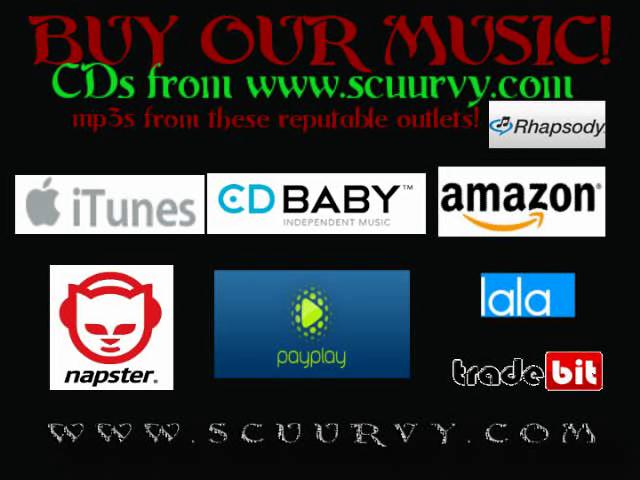 BUY OUR MUSIC!
CDs from www.scuurvy.com
mp3s from these reputable outlets!
Rhapsody
iTunes
CD BABY™
INDEPENDENT MUSIC
amazon®
napster®
payplay
lala
tradebit
WWW.SCUURVY.COM